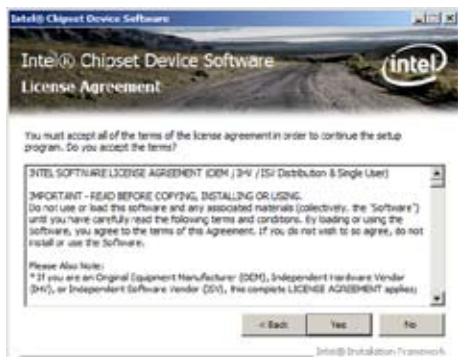 Intel® Chipset Device Software
Intel® Chipset Device Software
intel
License Agreement
You must accept all of the terms of the license agreement in order to continue the setup
program. Do you accept the terms?
INTEL SOFTWARE LICENSE AGREEMENT (OEM / IHV / ISV Distribution & Single User)
IMPORTANT - READ BEFORE COPYING, INSTALLING OR USING.
Do not use or load this software and any associated materials (collectively, the "Software")
until you have carefully read the following terms and conditions. By loading or using the
Software, you agree to the terms of this Agreement. If you do not wish to so agree, do not
install or use the Software.
Please Also Note:
* If you are an Original Equipment Manufacturer (OEM), Independent Hardware Vendor
(IHV), or Independent Software Vendor (ISV), this complete LICENSE AGREEMENT applies;
< Back Yes No
Intel® Installation Framework